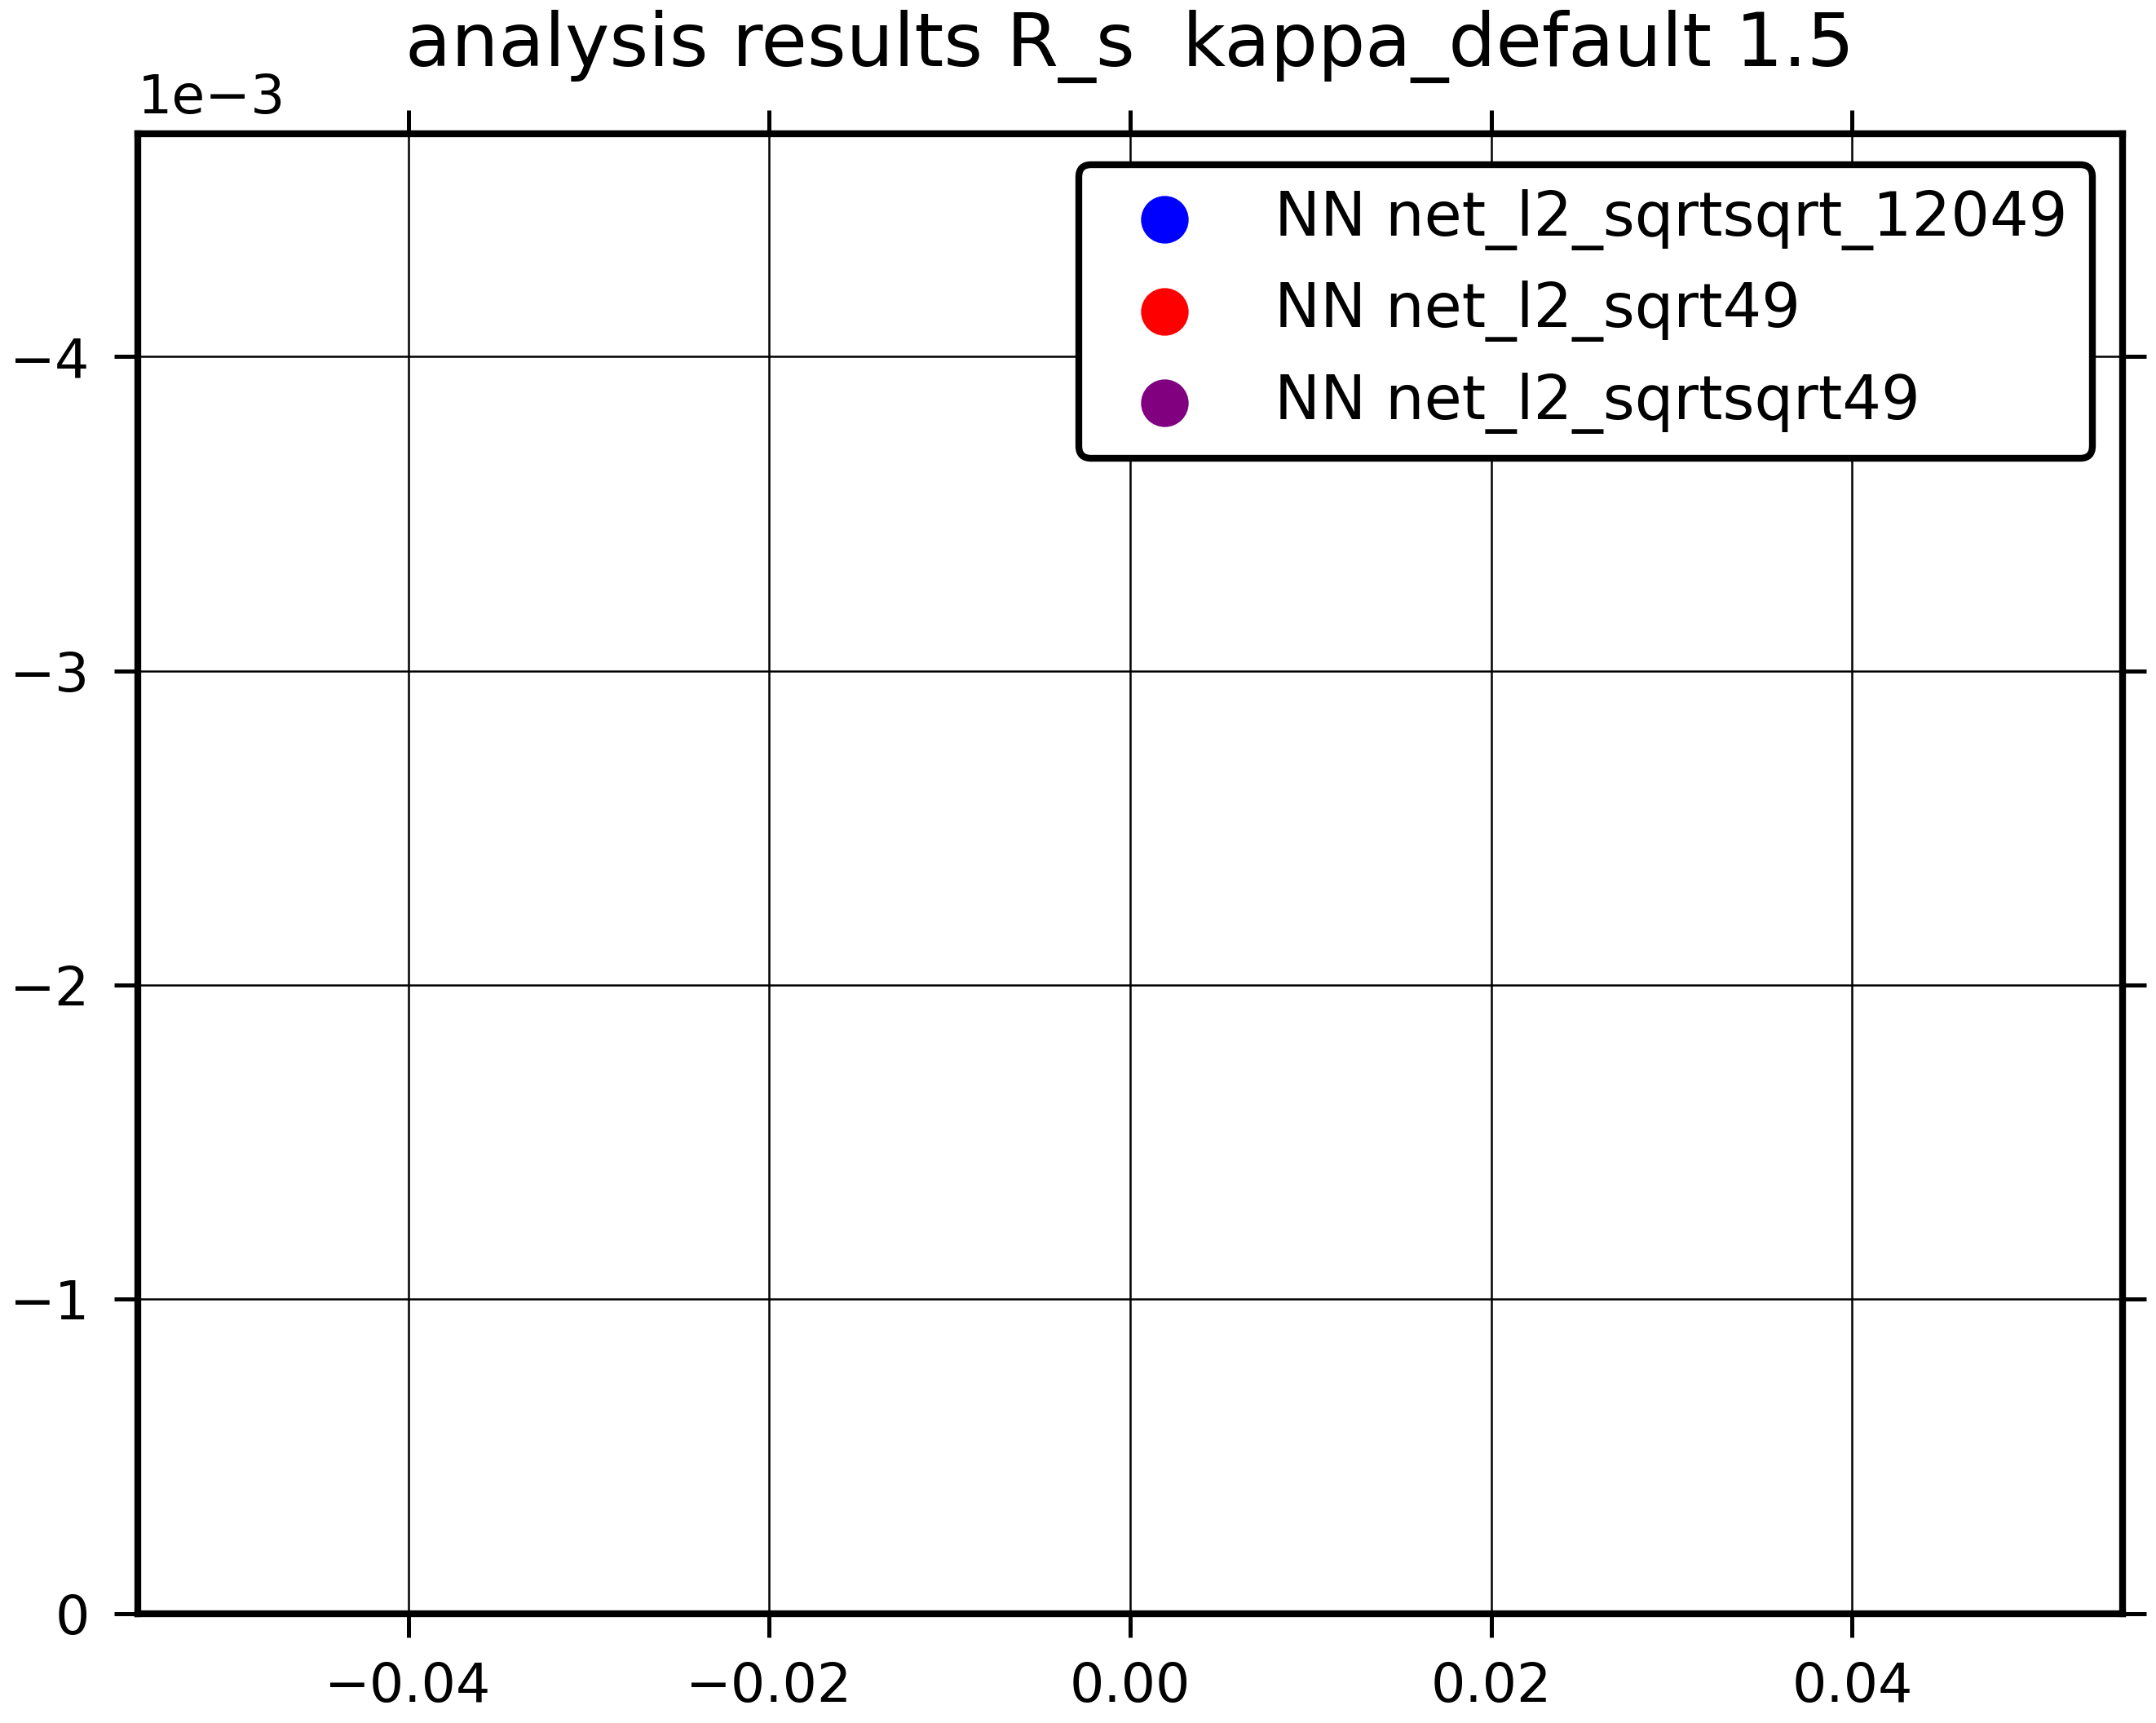 analysis results R_s  kappa_default 1.5
1e−3
NN net_l2_sqrtsqrt_12049
NN net_l2_sqrt49
NN net_l2_sqrtsqrt49
−4
−3
−2
−1
0
−0.04 −0.02 0.00 0.02 0.04